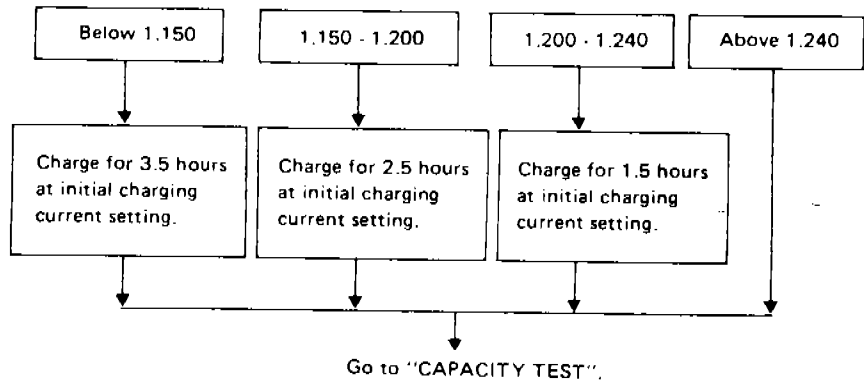 Below 1.150
1.150 - 1.200
1.200 - 1.240
Above 1.240
Charge for 3.5 hours
at initial charging
current setting.
Charge for 2.5 hours
at initial charging
current setting.
Charge for 1.5 hours
at initial charging
current setting.
Go to "CAPACITY TEST".